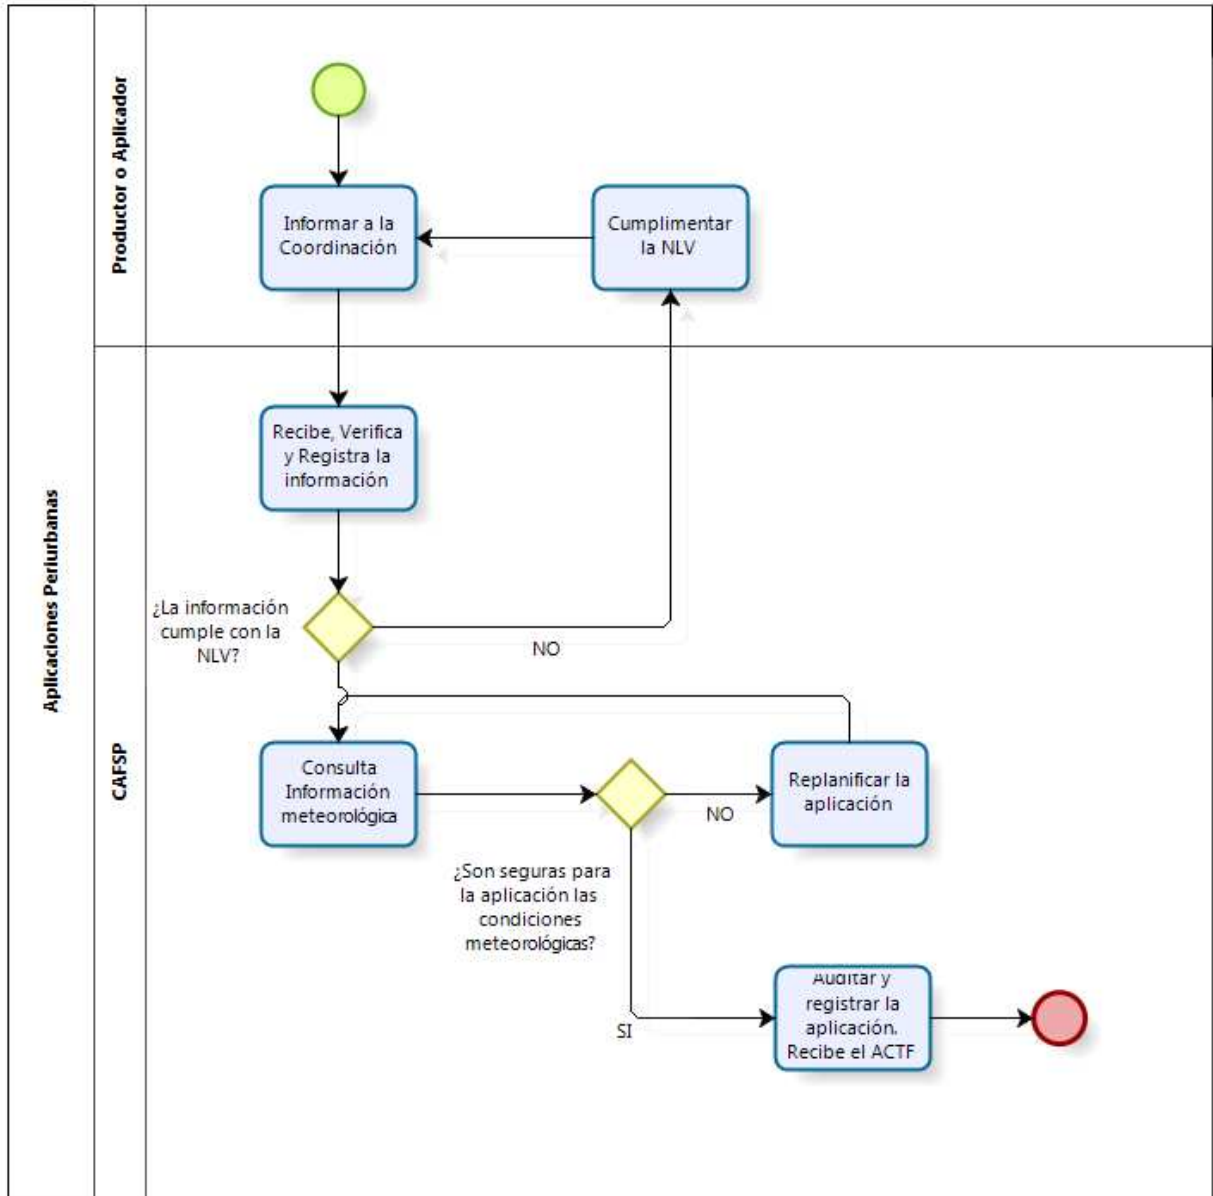 Aplicaciones Periurbanas
Productor o Aplicador
Informar a la
Coordinación
Cumplimentar
la NLV
CAFSP
Recibe, Verifica
y Registra la
información
¿La información
cumple con la
NLV?
NO
Consulta
Información
meteorológica
NO
Replanificar la
aplicación
¿Son seguras para
la aplicación las
condiciones
meteorológicas?
SI
Auditar y
registrar la
aplicación.
Recibe el ACTF